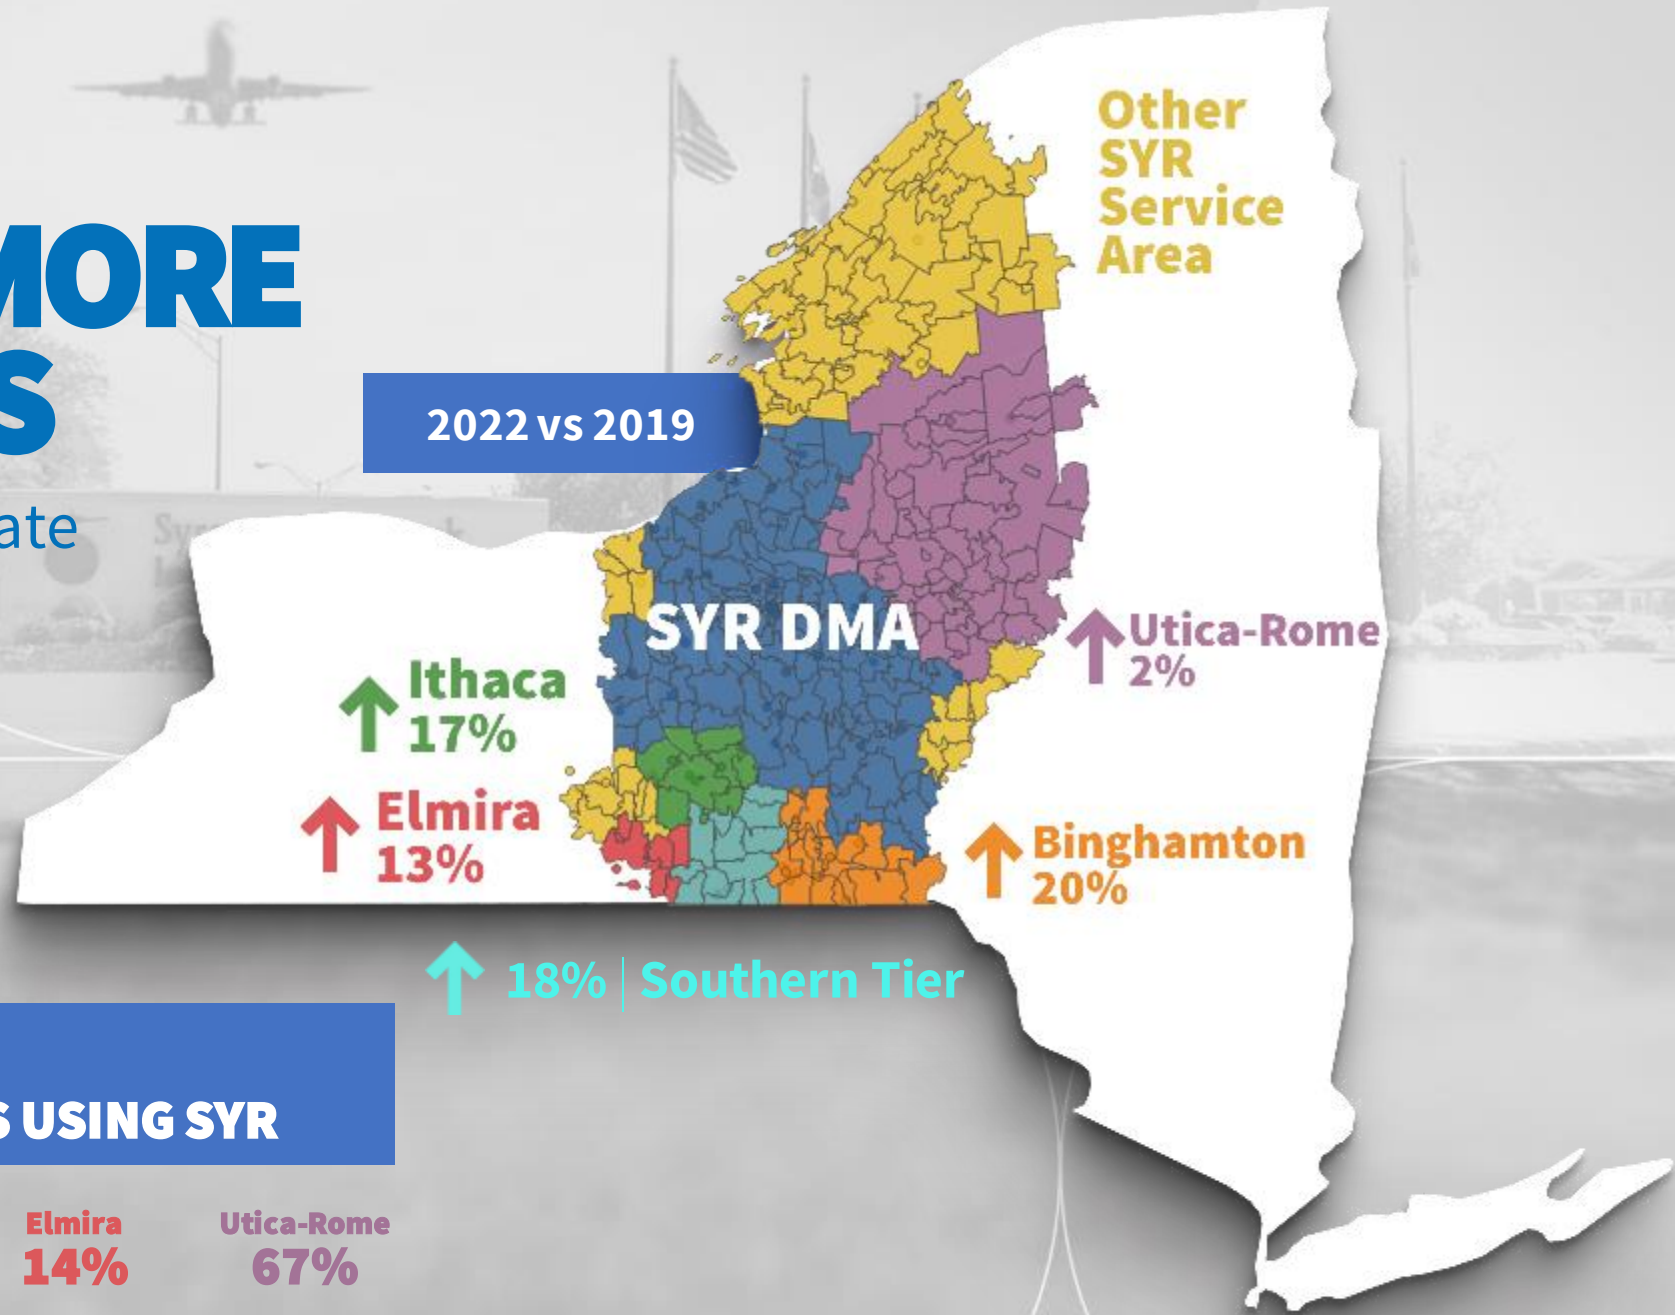 MORE
S
ate
2022 vs 2019
Other
SYR
Service
Area
SYR DMA
Utica-Rome
2%
Ithaca
17%
Elmira
13%
Binghamton
20%
18% | Southern Tier
S USING SYR
Elmira
14%
Utica-Rome
67%